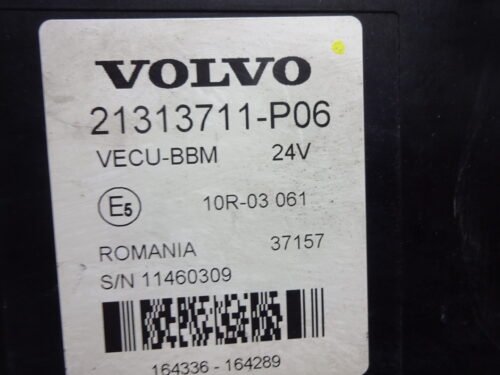 VOLVO
21313711-P06
VECU-BBM 24V
E5 10R-03 061
ROMANIA 37157
S/N 11460309
164336 - 164289